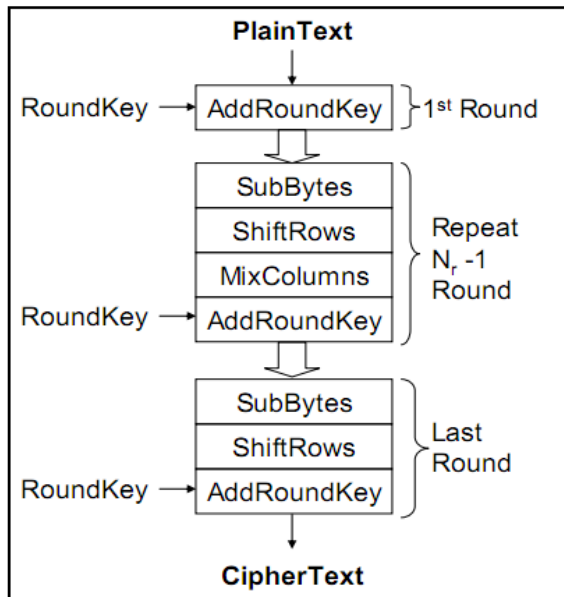 PlainText
RoundKey
AddRoundKey
1st Round
SubBytes
ShiftRows
MixColumns
RoundKey
AddRoundKey
Repeat
Nr -1
Round
SubBytes
ShiftRows
RoundKey
AddRoundKey
Last
Round
CipherText